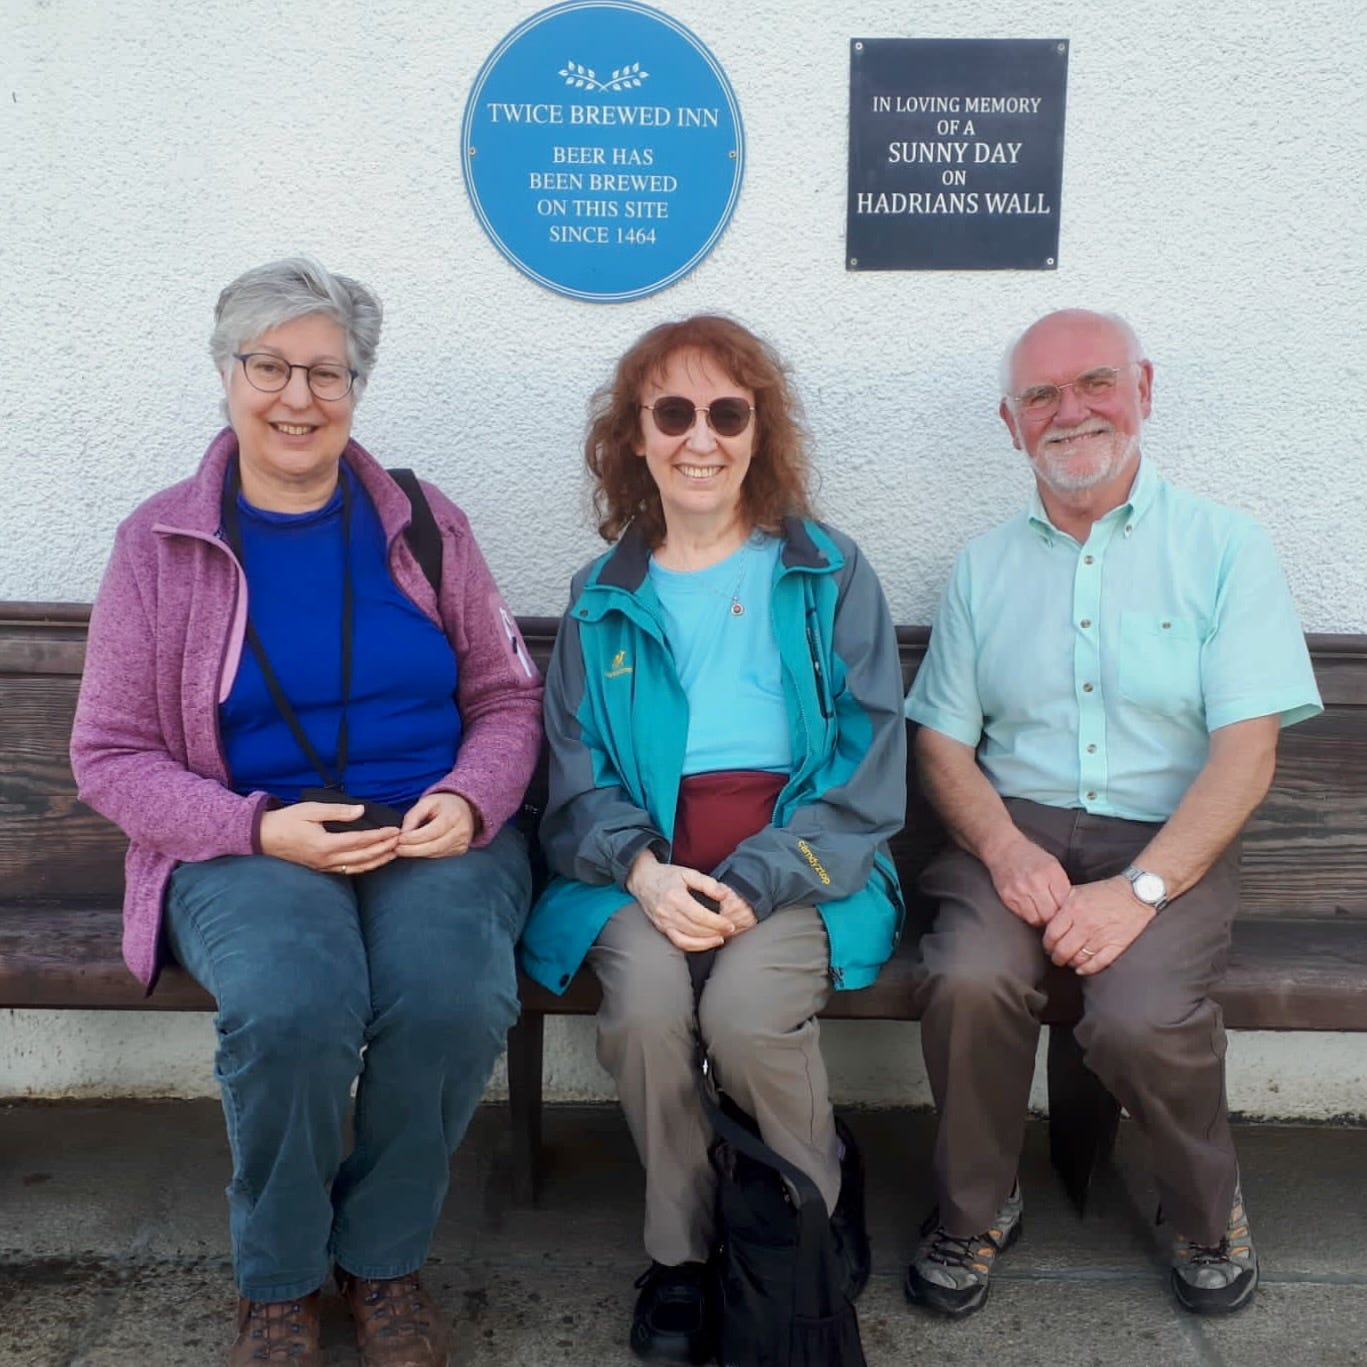 TWICE BREWED INN
BEER HAS
BEEN BREWED
ON THIS SITE
SINCE 1464
IN LOVING MEMORY
OF A
SUNNY DAY
ON
HADRIANS WALL